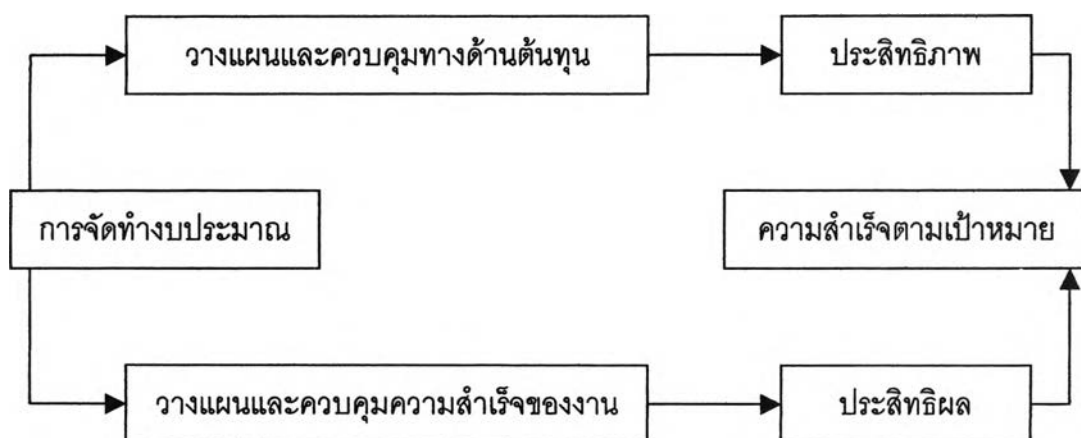 วางแผนและควบคุมทางด้านต้นทุน
ประสิทธิภาพ
การจัดทำงบประมาณ
ความสำเร็จตามเป้าหมาย
วางแผนและควบคุมความสำเร็จของงาน
ประสิทธิผล